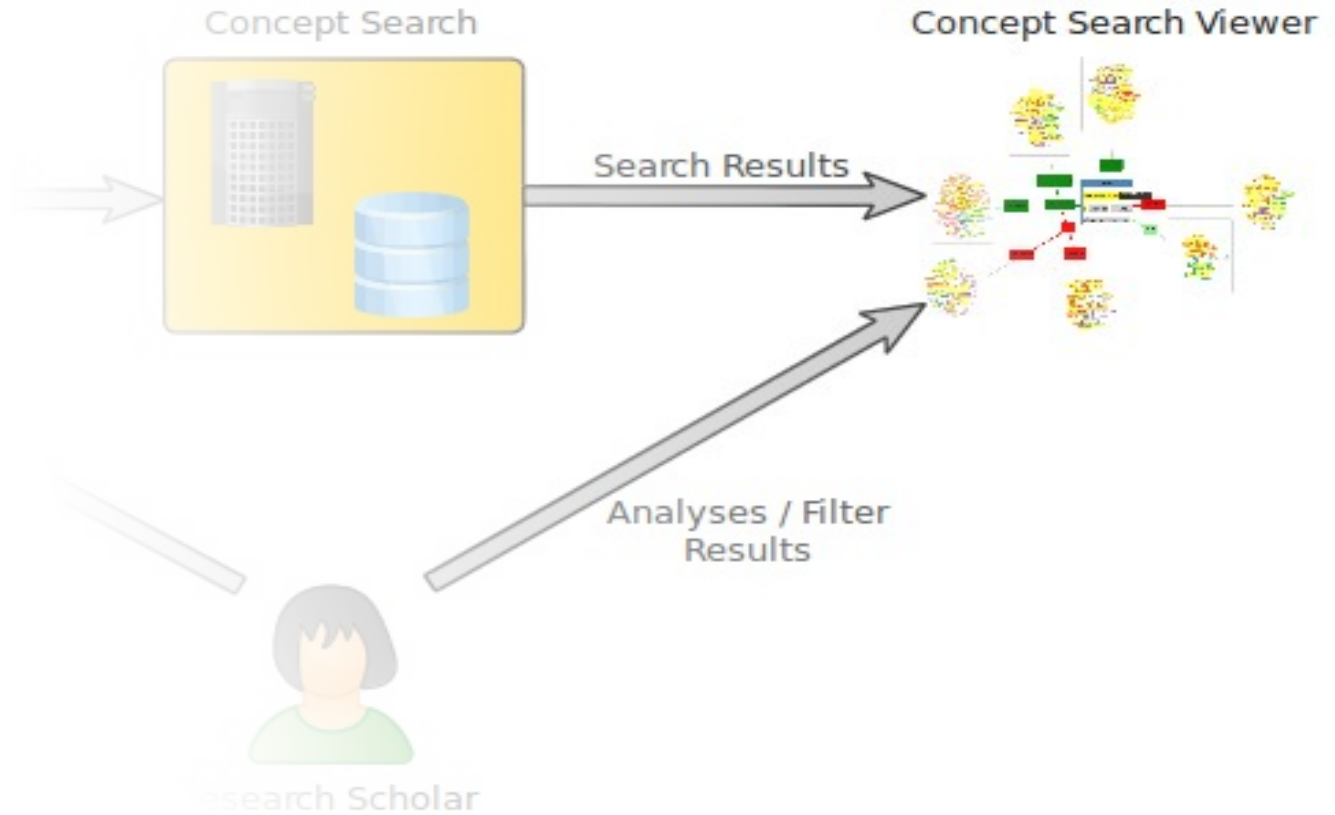 Concept Search
Concept Search Viewer
Search Results
Analyses / Filter
Results
esearch Scholar